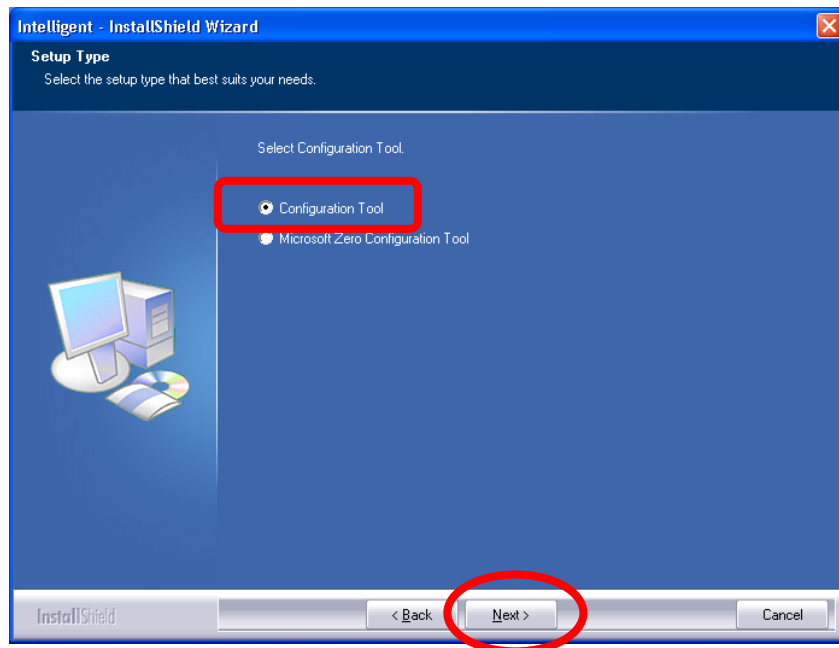 Intelligent - InstallShield Wizard
Setup Type
Select the setup type that best suits your needs.
Select Configuration Tool.
Configuration Tool
Microsoft Zero Configuration Tool
InstallShield
< Back
Next >
Cancel